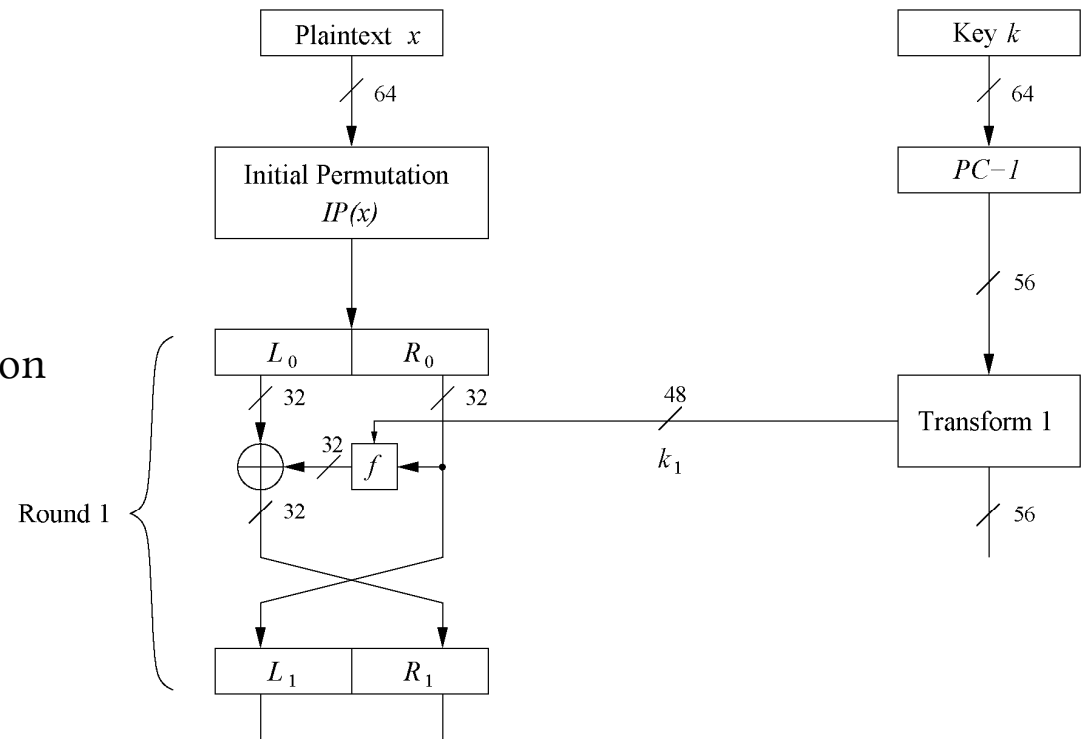 Plaintext x
Key k
64
64
Initial Permutation
IP(x)
PC−1
56
L0
R0
on
32
32
48
Transform 1
32
f
k1
32
Round 1
56
L1
R1